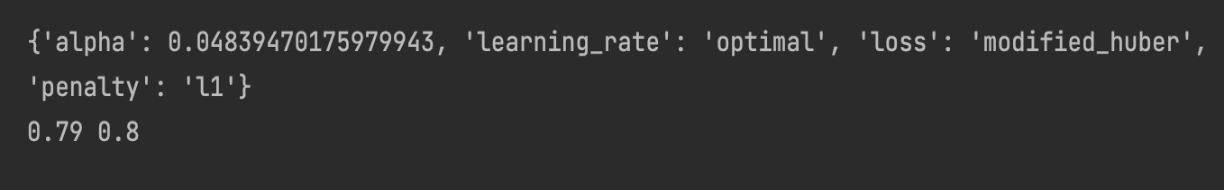 {'alpha': 0.04839470175979943, 'learning_rate': 'optimal', 'loss': 'modified_huber',
'penalty': 'l1'}
0.79 0.8